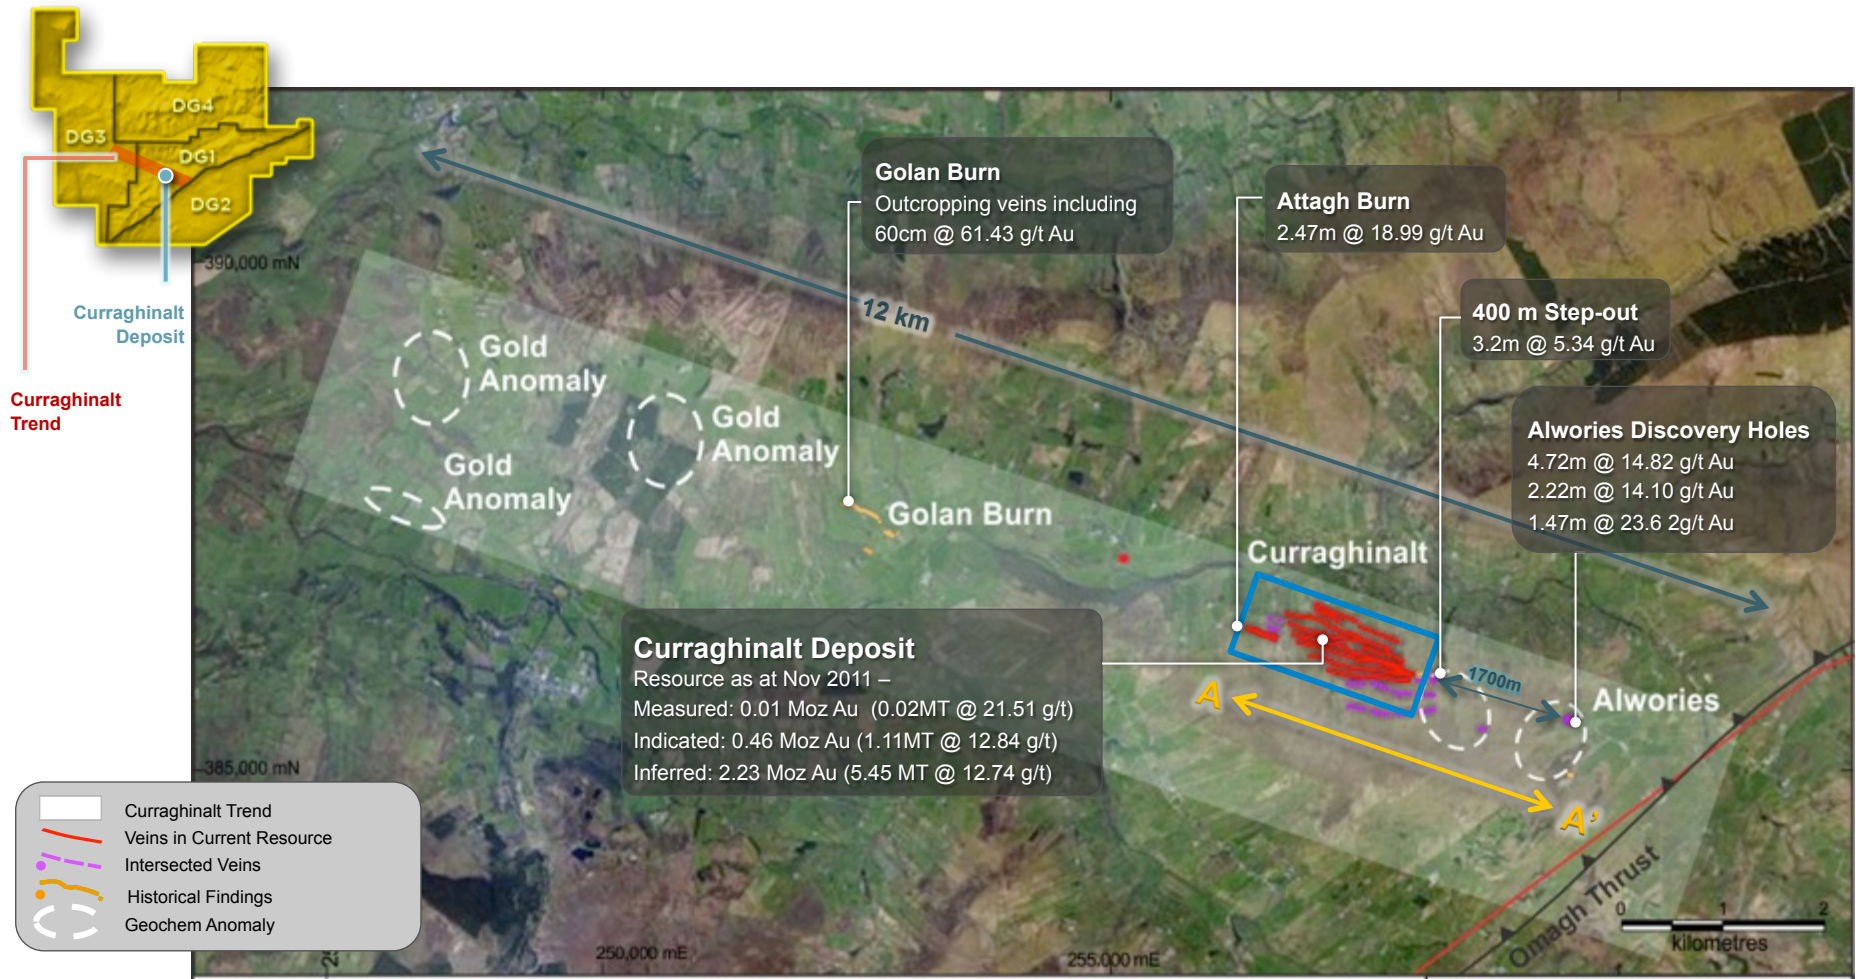 DG4
DG3
DG1
DG2
Curraghinalt
Deposit
Curraghinalt
Trend
390,000 mN
385,000 mN
250,000 mE
255,000 mE
12 km
Golan Burn
Outcropping veins including
60cm @ 61.43 g/t Au
Attagh Burn
2.47m @ 18.99 g/t Au
400 m Step-out
3.2m @ 5.34 g/t Au
Alwories Discovery Holes
4.72m @ 14.82 g/t Au
2.22m @ 14.10 g/t Au
1.47m @ 23.6 2g/t Au
Gold
Anomaly
Gold
Anomaly
Gold
Anomaly
Golan Burn
Curraghinalt
1700m
Alwories
A
A'
Curraghinalt Deposit
Resource as at Nov 2011 –
Measured: 0.01 Moz Au (0.02MT @ 21.51 g/t)
Indicated: 0.46 Moz Au (1.11MT @ 12.84 g/t)
Inferred: 2.23 Moz Au (5.45 MT @ 12.74 g/t)
Omagh Thrust
0 1 2
kilometres
Curraghinalt Trend
Veins in Current Resource
Intersected Veins
Historical Findings
Geochem Anomaly